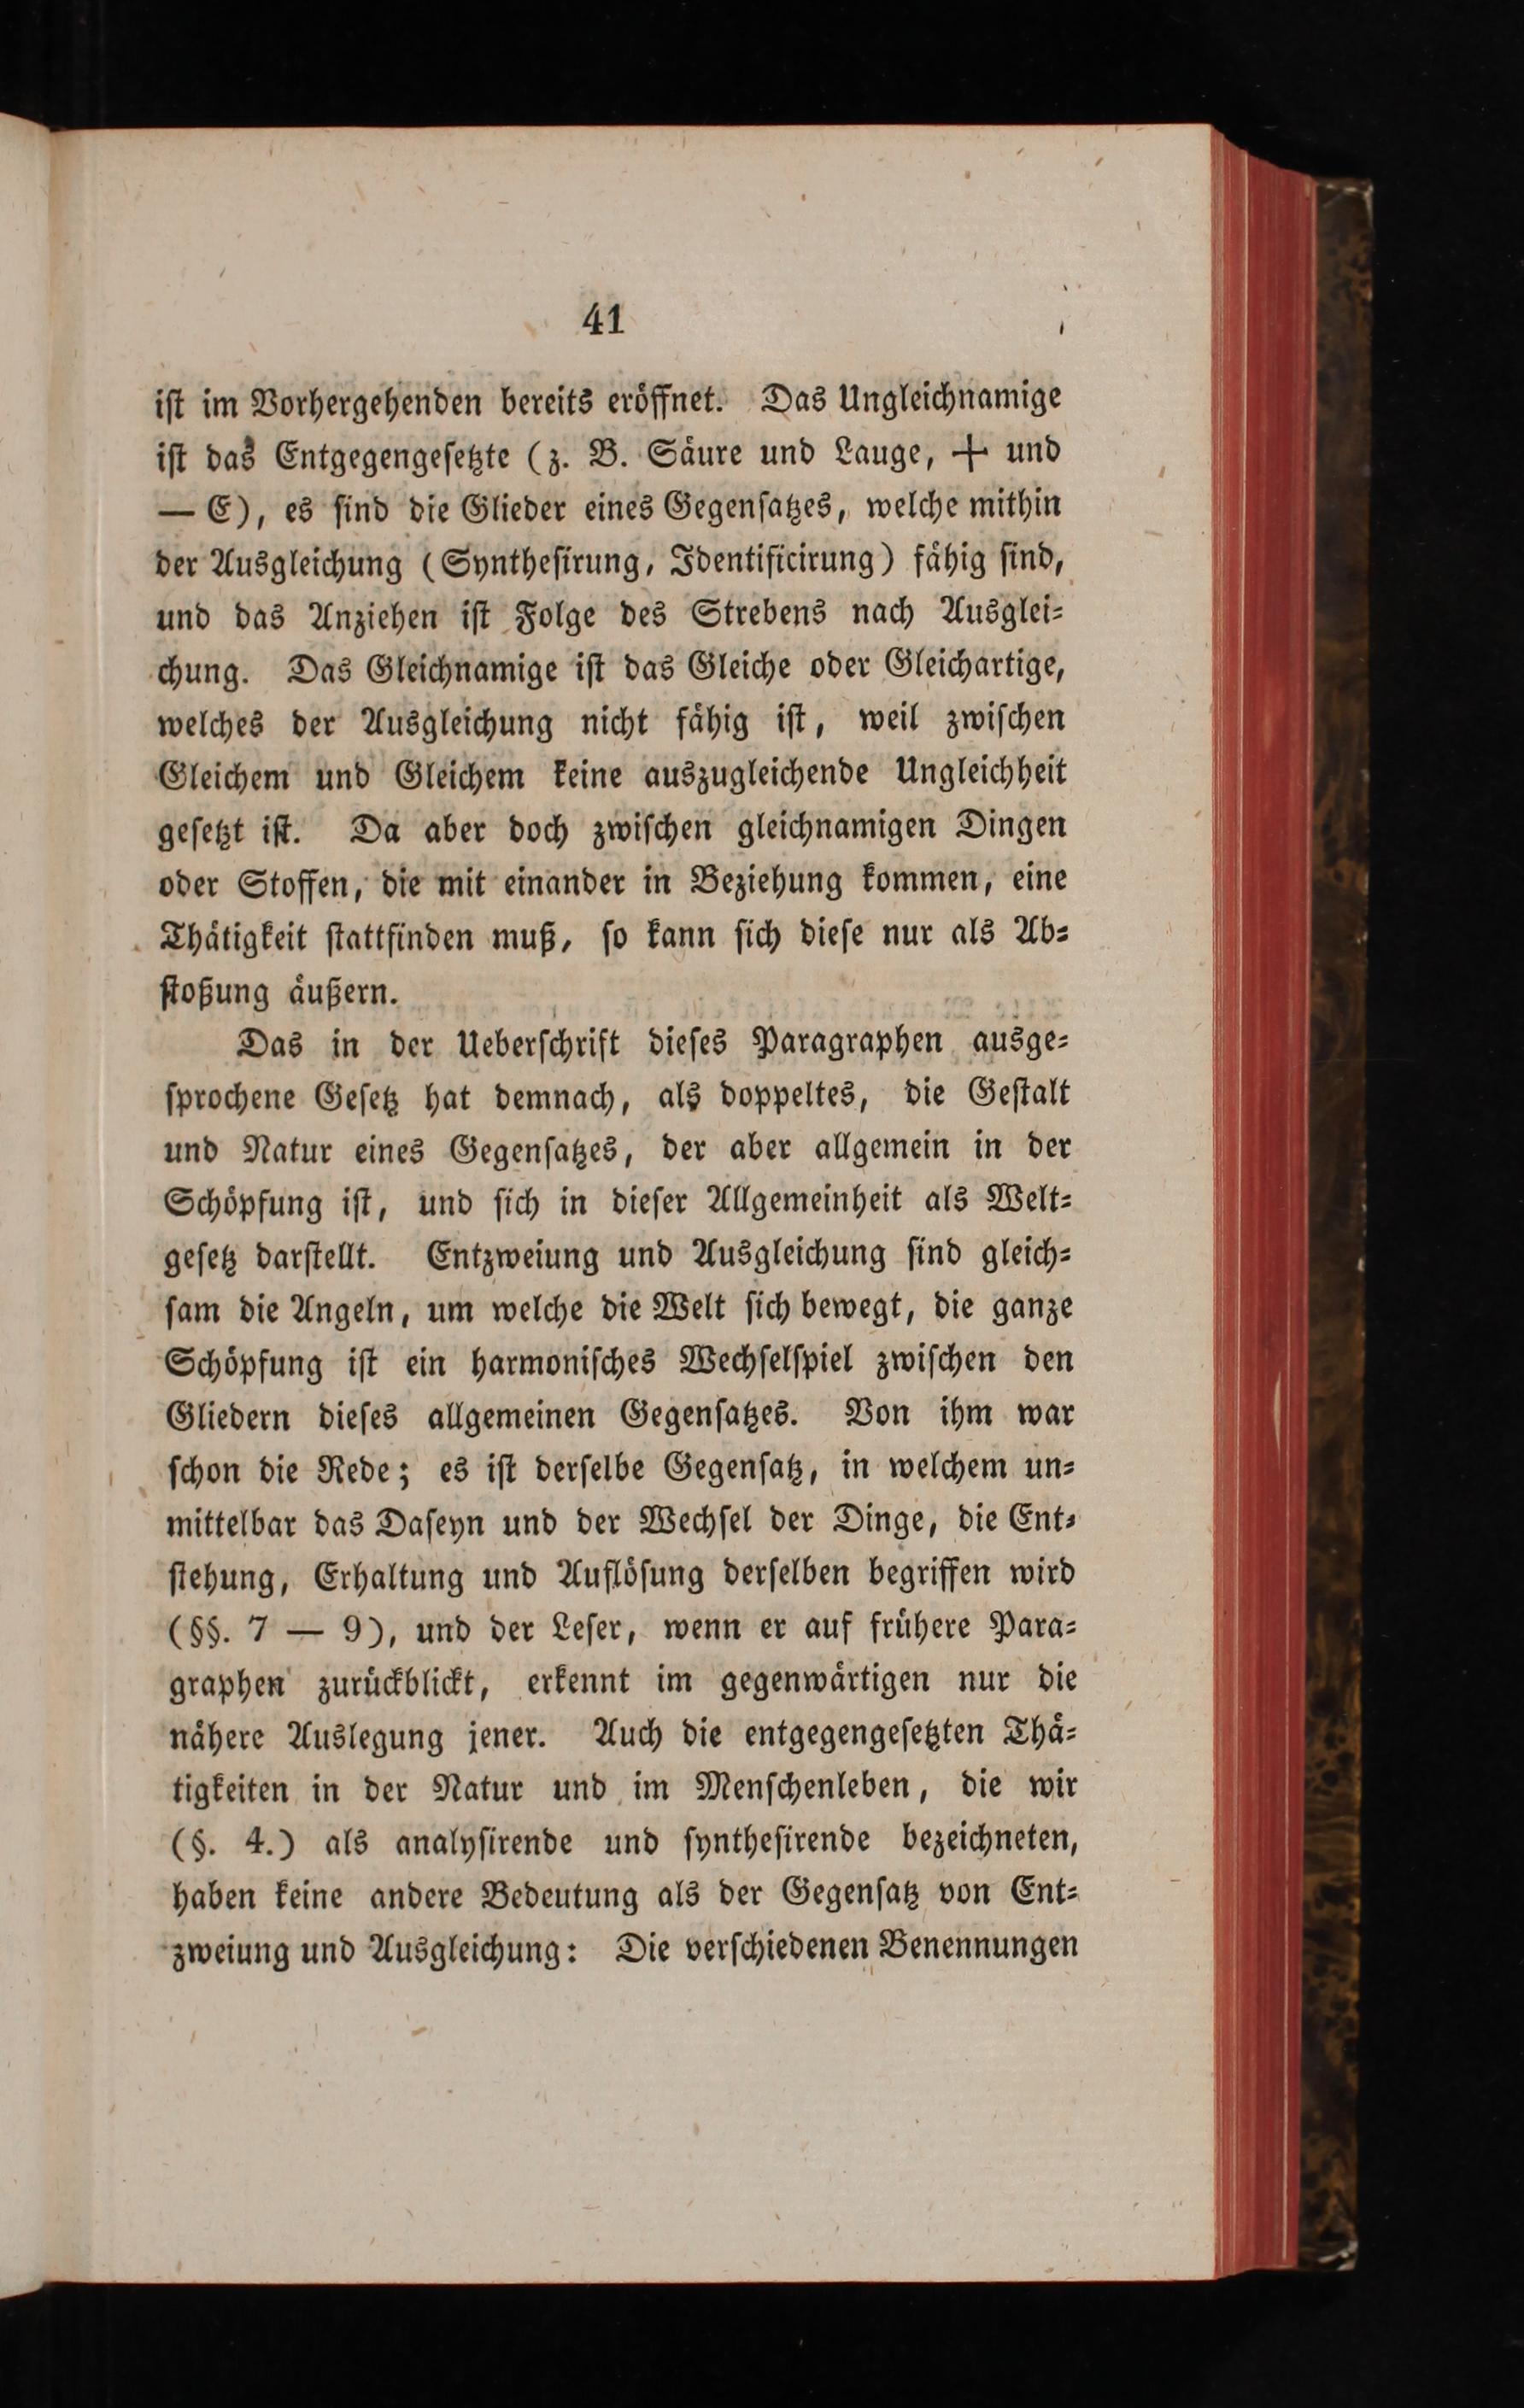 41
ist im Vorhergehenden bereits eröffnet. Das Ungleichnamige
ist das Entgegengesetzte (z. B. Säure und Lauge, + und
— E), es sind die Glieder eines Gegensatzes, welche mithin
der Ausgleichung (Synthesirung, Identificirung) fähig sind,
und das Anziehen ist Folge des Strebens nach Ausglei-
chung. Das Gleichnamige ist das Gleiche oder Gleichartige,
welches der Ausgleichung nicht fähig ist, weil zwischen
Gleichem und Gleichem keine auszugleichende Ungleichheit
gesetzt ist. Da aber doch zwischen gleichnamigen Dingen
oder Stoffen, die mit einander in Beziehung kommen, eine
Thätigkeit stattfinden muß, so kann sich diese nur als Ab-
stoßung äußern.
Das in der Ueberschrift dieses Paragraphen ausge-
sprochene Gesetz hat demnach, als doppeltes, die Gestalt
und Natur eines Gegensatzes, der aber allgemein in der
Schöpfung ist, und sich in dieser Allgemeinheit als Welt-
gesetz darstellt. Entzweiung und Ausgleichung sind gleich-
sam die Angeln, um welche die Welt sich bewegt, die ganze
Schöpfung ist ein harmonisches Wechselspiel zwischen den
Gliedern dieses allgemeinen Gegensatzes. Von ihm war
schon die Rede; es ist derselbe Gegensatz, in welchem un-
mittelbar das Daseyn und der Wechsel der Dinge, die Ent-
stehung, Erhaltung und Auflösung derselben begriffen wird
(§§. 7 — 9), und der Leser, wenn er auf frühere Para-
graphen zurückblickt, erkennt im gegenwärtigen nur die
nähere Auslegung jener. Auch die entgegengesetzten Thä-
tigkeiten in der Natur und im Menschenleben, die wir
(§. 4.) als analysirende und synthesirende bezeichneten,
haben keine andere Bedeutung als der Gegensatz von Ent-
zweiung und Ausgleichung: Die verschiedenen Benennungen